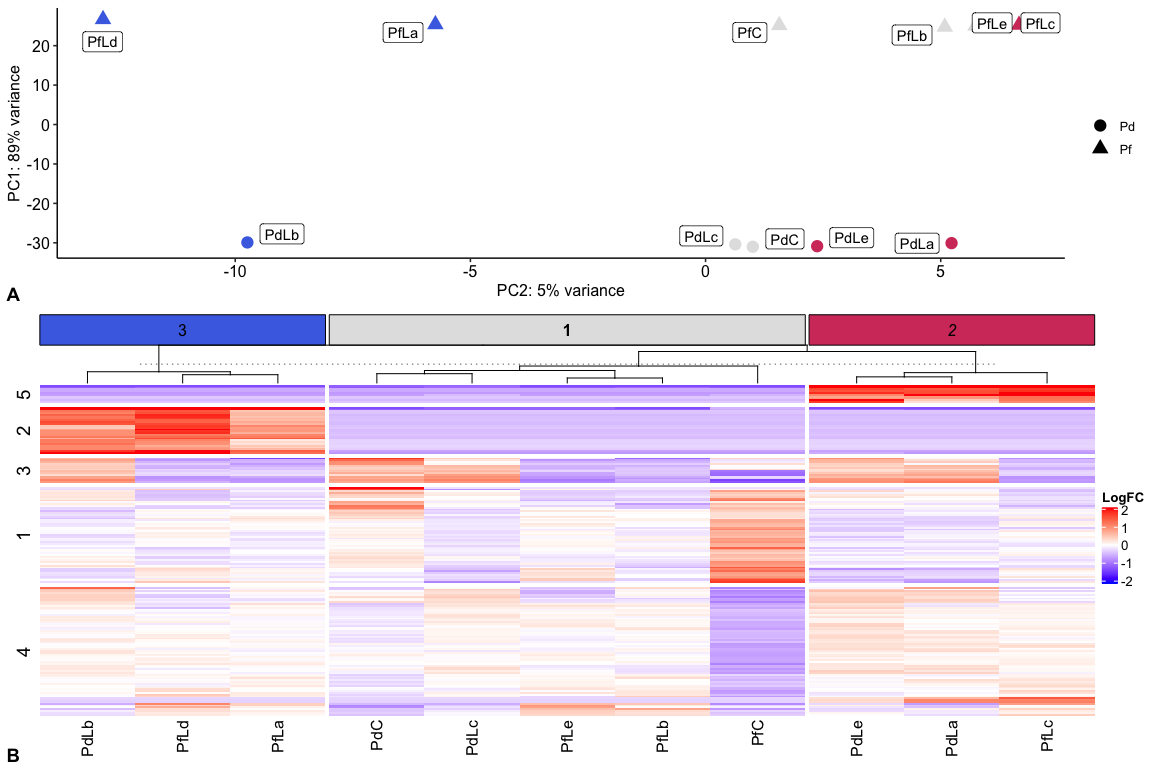 PC1: 89% variance
20
10
0
-10
-20
-30
PfLd
PfLa
PfC
PfLb
PfLe
PfLc
PdLb
PdLc
PdC
PdLe
PdLa
Pd
Pf
-10
-5
0
5
PC2: 5% variance
A
3
1
2
5
2
3
1
4
LogFC
2
1
0
-1
-2
PdLb
PfLd
PfLa
PdC
PdLc
PfLe
PfLb
PfC
PdLe
PdLa
PfLc
B